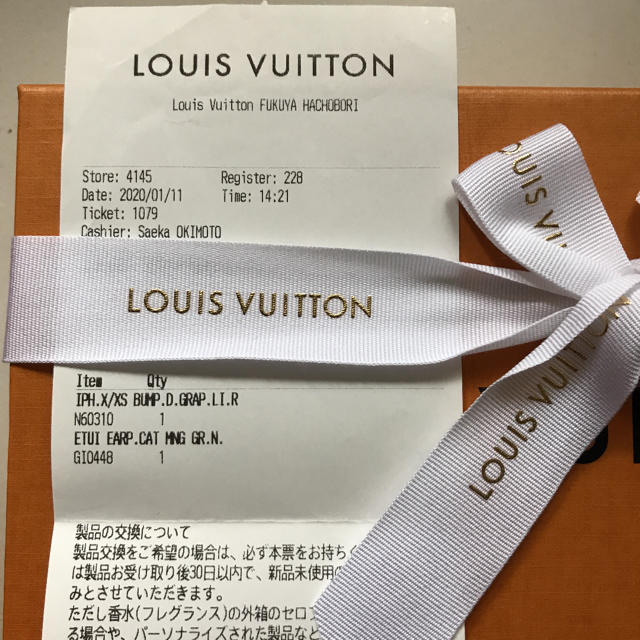 LOUIS VUITTON
Louis Vuitton FUKUYA HACHOBORI
Store: 4145 Register: 228
Date: 2020/01/11 Time: 14:21
Ticket: 1079
Cashier: Saeka OKIMOTO
LOUIS VUITTON
LOUIS VUITTON
LOUIS VUITTON
Item Qty
IPH.X/XS BUMP.D.GRAP.LI.R
N60310 1
ETUI EARP.CAT MNG GR.N.
GI0448 1
製品の交換について
製品交換をご希望の場合は、必ず本票をお持ち
は製品お受け取り後30日以内で、新品未使用の
みとさせていただきます。
ただし香水(フレグランス)の外箱のセロフ
る場合や、パーソナライズされた製品など